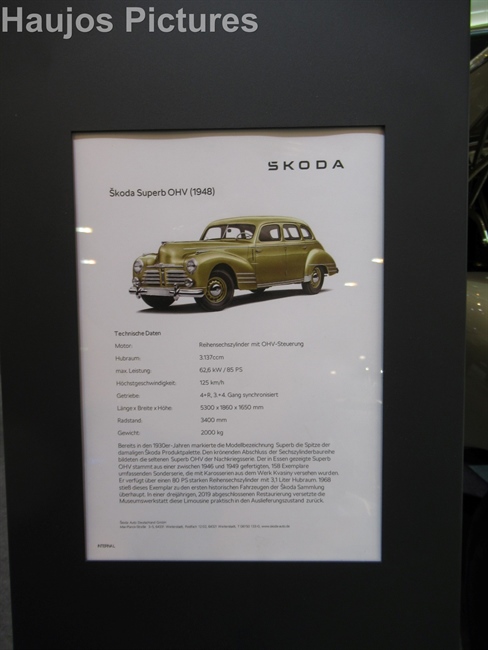 Haujos Pictures
ŠKODA
Škoda Superb OHV (1948)
Technische Daten
Motor: Reihensechszylinder mit OHV-Steuerung
Hubraum: 3.137ccm
max. Leistung: 62,6 kW / 85 PS
Höchstgeschwindigkeit: 125 km/h
Getriebe: 4+R, 3.+4. Gang synchronisiert
Länge x Breite x Höhe: 5300 x 1860 x 1650 mm
Radstand: 3400 mm
Gewicht: 2000 kg
Bereits in den 1930er-Jahren markierte die Modellbezeichnung Superb die Spitze der
damaligen Škoda Produktpalette. Den krönenden Abschluss der Sechszylinderbaureihe
bildeten die seltenen Superb OHV der Nachkriegsserie. Der in Essen gezeigte Superb
OHV stammt aus einer zwischen 1946 und 1949 gefertigten, 158 Exemplare
umfassenden Sonderserie, die mit Karosserien aus dem Werk Kvasiny versehen wurden.
Er verfügt über einen 80 PS starken Reihensechszylinder mit 3,1 Liter Hubraum. 1968
stieß dieses Exemplar zu den ersten historischen Fahrzeugen der Škoda Sammlung
überhaupt. In einer dreijährigen, 2019 abgeschlossenen Restaurierung versetzte die
Museumswerkstatt diese Limousine praktisch in den Auslieferungszustand zurück.
Škoda Auto Deutschland GmbH